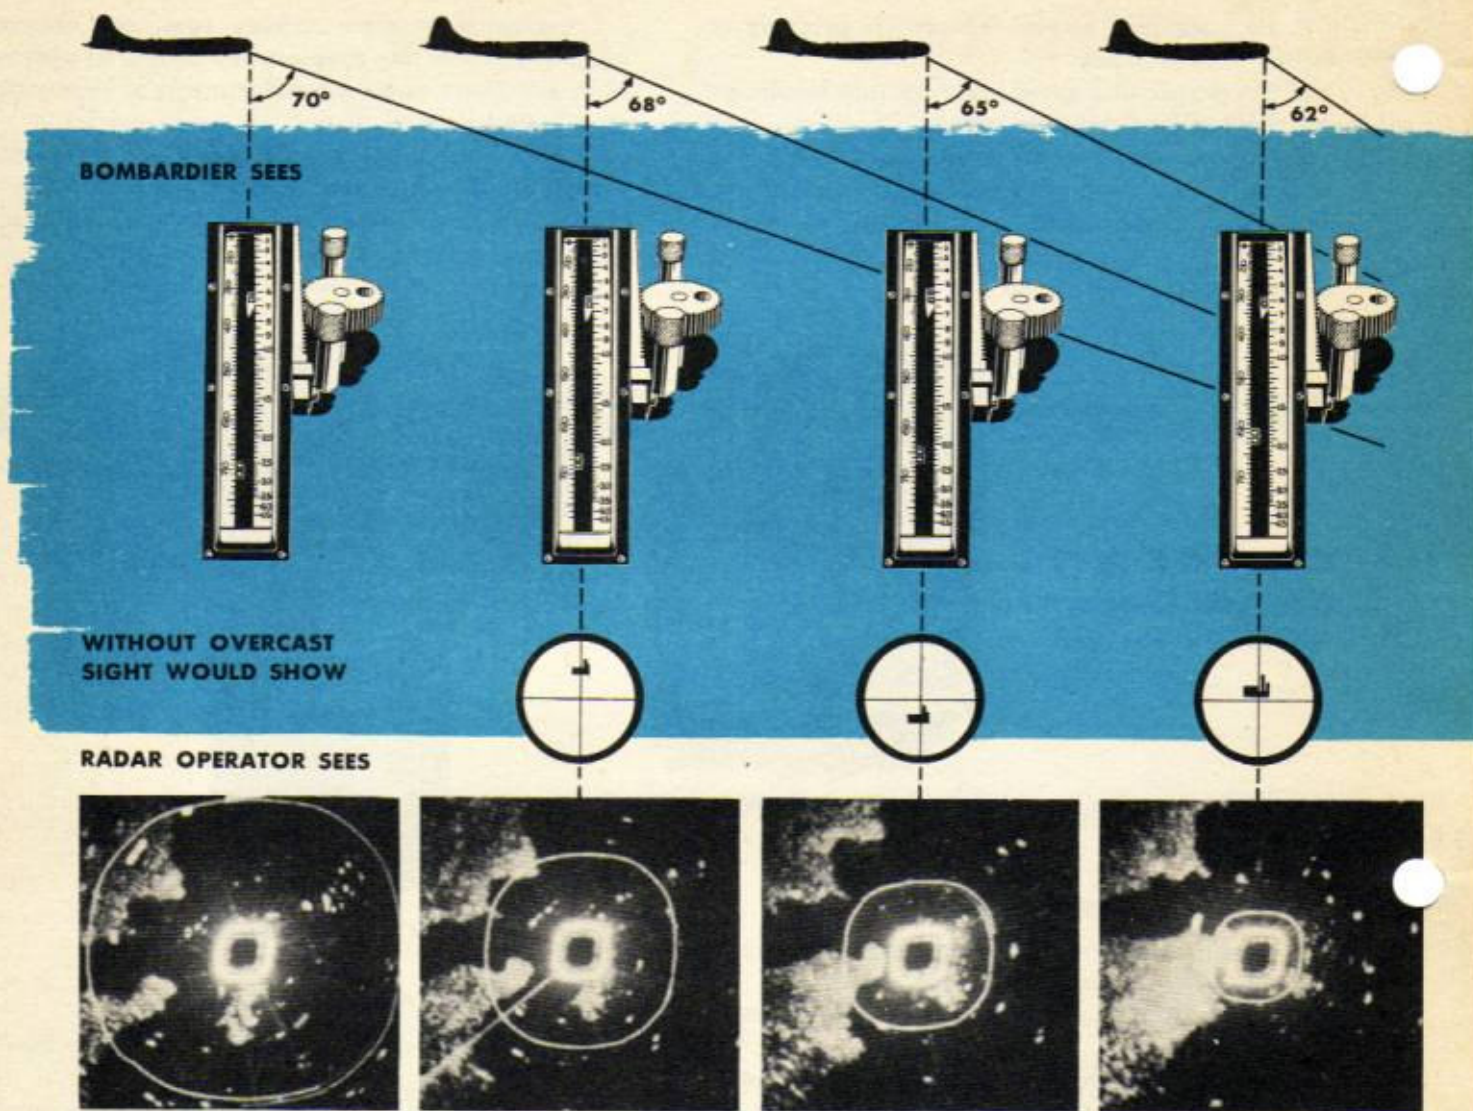 70°
68°
65°
62°
BOMBARDIER SEES
WITHOUT OVERCAST
SIGHT WOULD SHOW
RADAR OPERATOR SEES